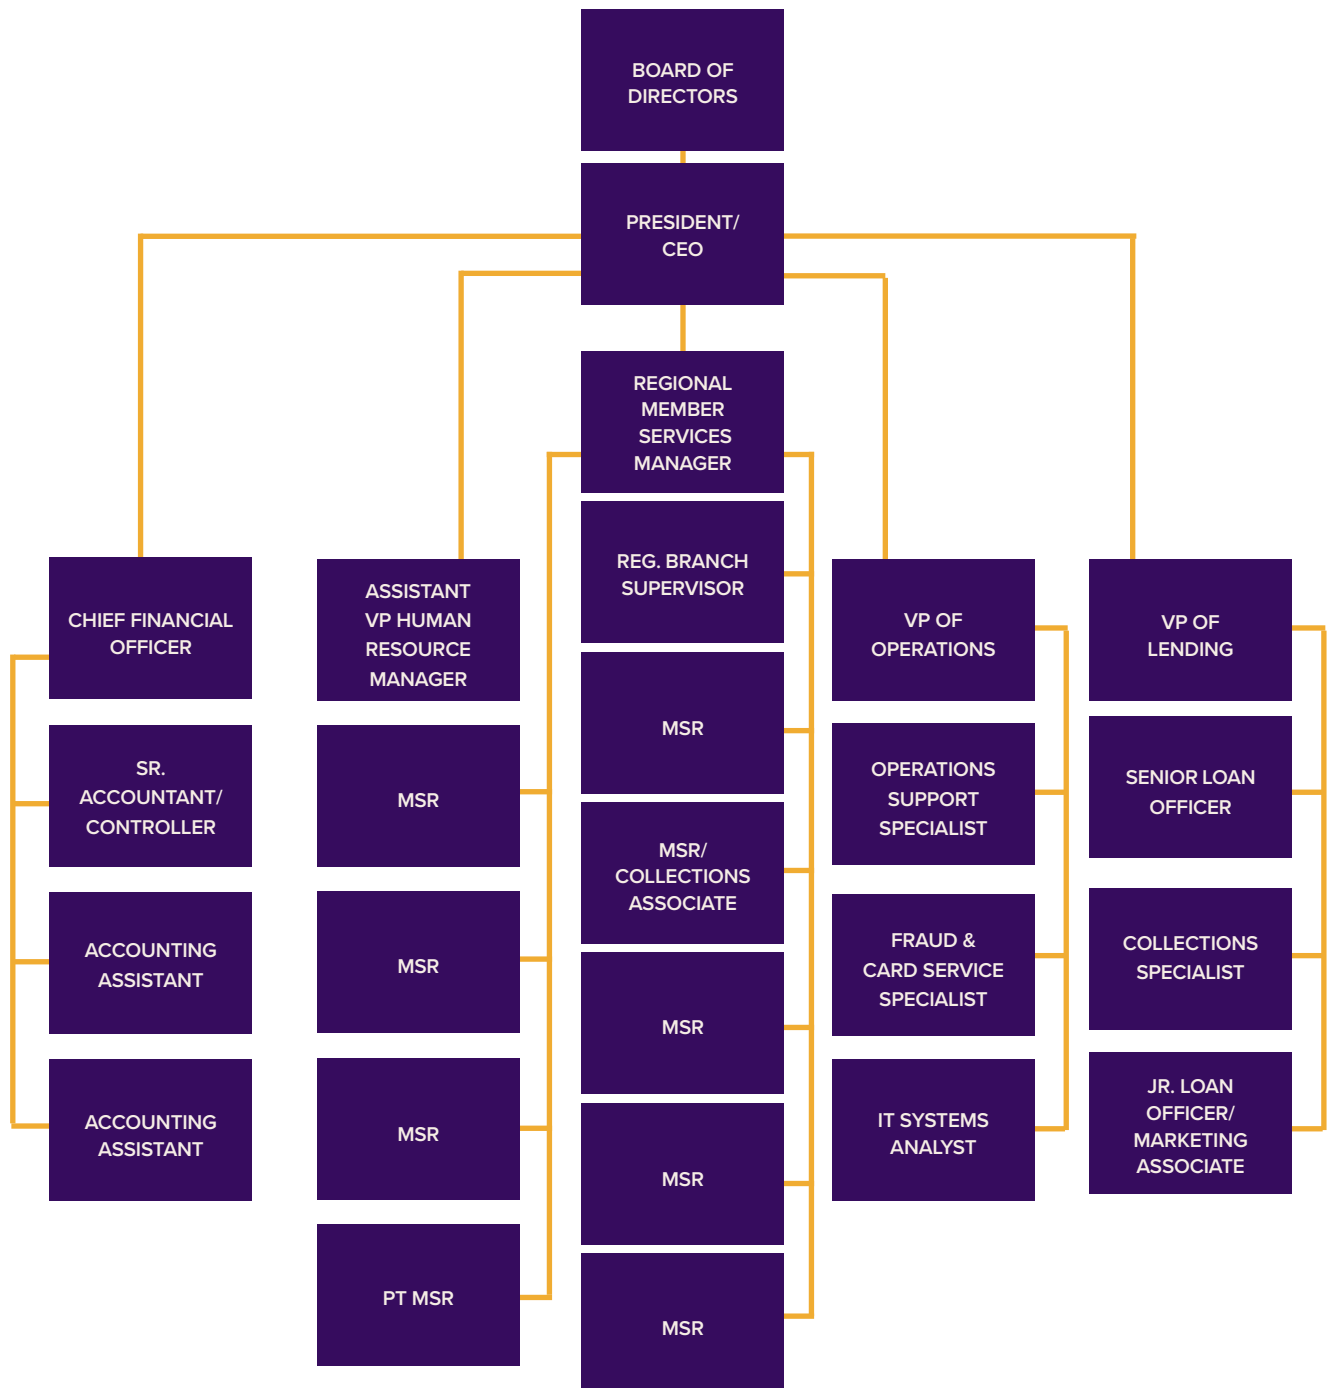 BOARD OF
DIRECTORS
PRESIDENT/
CEO
REGIONAL
MEMBER
SERVICES
MANAGER
CHIEF FINANCIAL
OFFICER
SR.
ACCOUNTANT/
CONTROLLER
ACCOUNTING
ASSISTANT
ACCOUNTING
ASSISTANT
ASSISTANT
VP HUMAN
RESOURCE
MANAGER
MSR
MSR
MSR
PT MSR
REG. BRANCH
SUPERVISOR
MSR
MSR/
COLLECTIONS
ASSOCIATE
MSR
MSR
MSR
VP OF
OPERATIONS
OPERATIONS
SUPPORT
SPECIALIST
FRAUD &
CARD SERVICE
SPECIALIST
IT SYSTEMS
ANALYST
VP OF
LENDING
SENIOR LOAN
OFFICER
COLLECTIONS
SPECIALIST
JR. LOAN
OFFICER/
MARKETING
ASSOCIATE